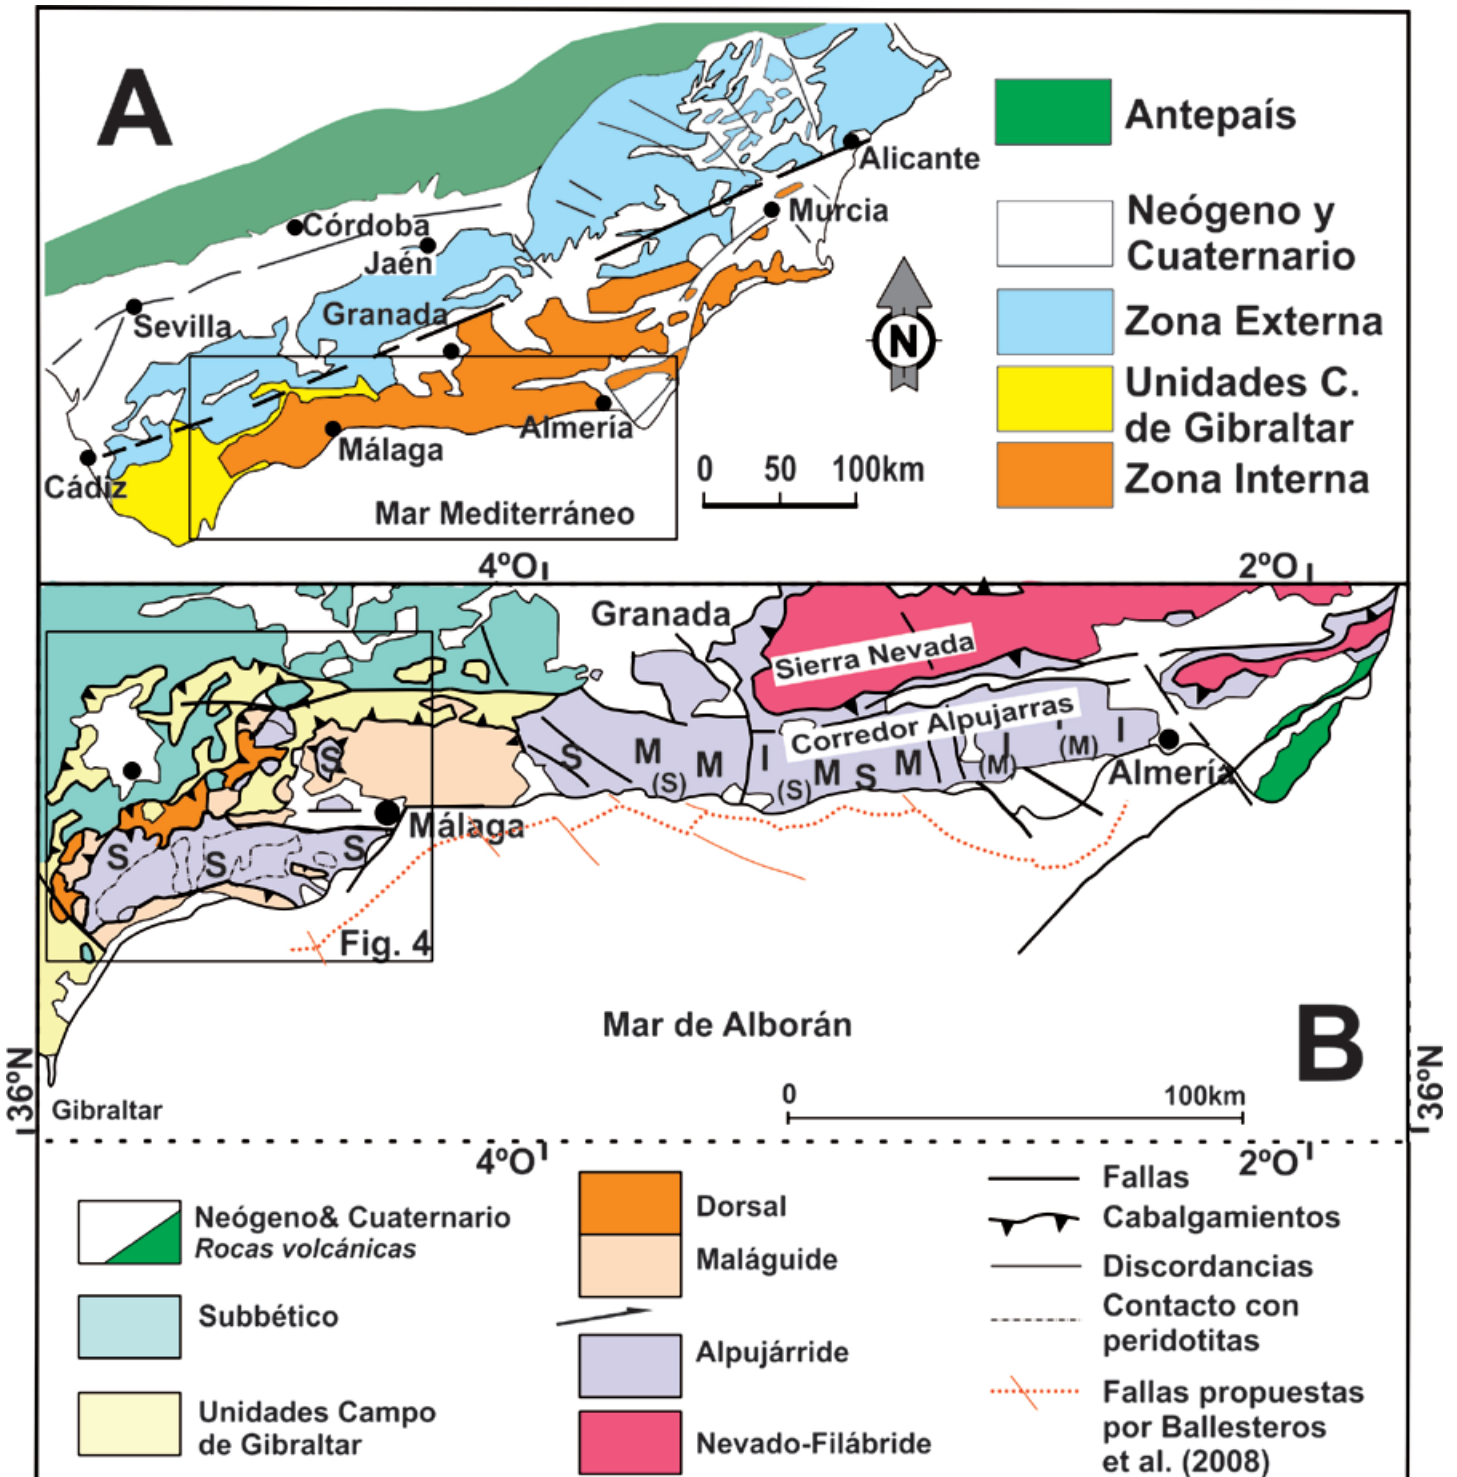 A
Antepaís
Neógeno y
Cuaternario
Zona Externa
Unidades C.
de Gibraltar
Zona Interna
Alicante
Murcia
Córdoba
Jaén
Granada
Sevilla
N
Almería
Málaga
Cádiz
0 50 100km
Mar Mediterráneo
4ºO 2ºO
Granada
Sierra Nevada
Corredor Alpujarras
S
S M M I I I
(S) (S) M S M (M) (M)
Almería
Málaga
S S S
Fig. 4
Mar de Alborán
B
36ºN 36ºN
Gibraltar
0 100km
4ºO 2ºO
Neógeno& Cuaternario
Rocas volcánicas
Subbético
Unidades Campo
de Gibraltar
Dorsal
Maláguide
Alpujárride
Nevado-Filábride
Fallas
Cabalgamientos
Discordancias
Contacto con
peridotitas
Fallas propuestas
por Ballesteros
et al. (2008)